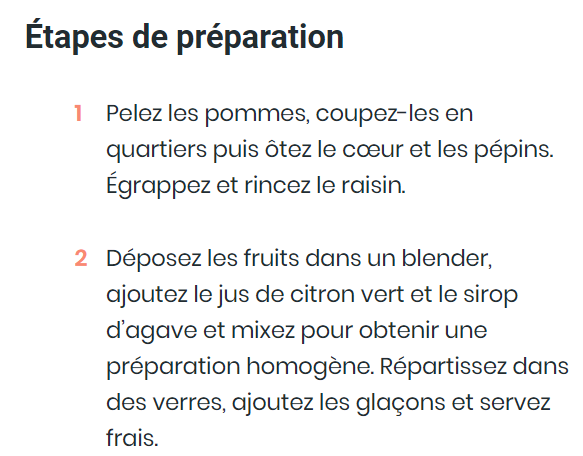 Étapes de préparation
1 Pelez les pommes, coupez-les en
quartiers puis ôtez le cœur et les pépins.
Égrappez et rincez le raisin.
2 Déposez les fruits dans un blender,
ajoutez le jus de citron vert et le sirop
d’agave et mixez pour obtenir une
préparation homogène. Répartissez dans
des verres, ajoutez les glaçons et servez
frais.